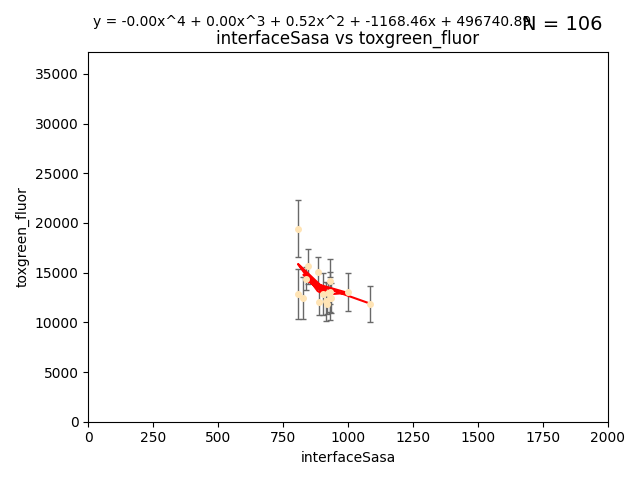 y = -0.00x^4 + 0.00x^3 + 0.52x^2 + -1168.46x + 496740.89
N = 106
interfaceSasa vs toxgreen_fluor
35000
30000
25000
20000
15000
10000
5000
0
toxgreen_fluor
0 250 500 750 1000 1250 1500 1750 2000
interfaceSasa